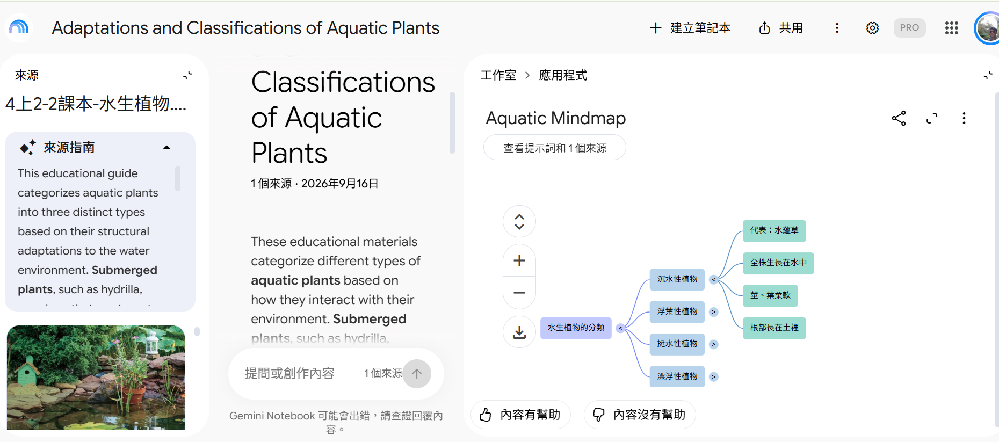 Adaptations and Classifications of Aquatic Plants
建立筆記本
共用
PRO
來源
4上2-2課本-水生植物....
來源指南
This educational guide
categorizes aquatic plants
into three distinct types
based on their structural
adaptations to the water
environment. Submerged
plants, such as hydrilla,
Classifications
of Aquatic
Plants
1 個來源 · 2026年9月16日
These educational materials
categorize different types of
aquatic plants based on
how they interact with their
environment. Submerged
plants, such as hydrilla,
提問或創作內容
1 個來源
Gemini Notebook 可能會出錯，請查證回覆內
容。
工作室 > 應用程式
Aquatic Mindmap
查看提示詞和 1 個來源
水生植物的分類
<
沉水性植物
<
代表：水蘊草
全株生長在水中
莖、葉柔軟
根部長在土裡
浮葉性植物
>
挺水性植物
>
漂浮性植物
>
內容有幫助
內容沒有幫助